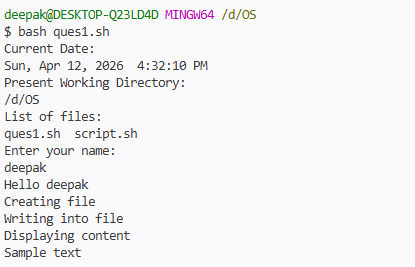 deepak@DESKTOP-Q23LD4D MINGW64 /d/OS
$ bash ques1.sh
Current Date:
Sun, Apr 12, 2026  4:32:10 PM
Present Working Directory:
/d/OS
List of files:
ques1.sh  script.sh
Enter your name:
deepak
Hello deepak
Creating file
Writing into file
Displaying content
Sample text